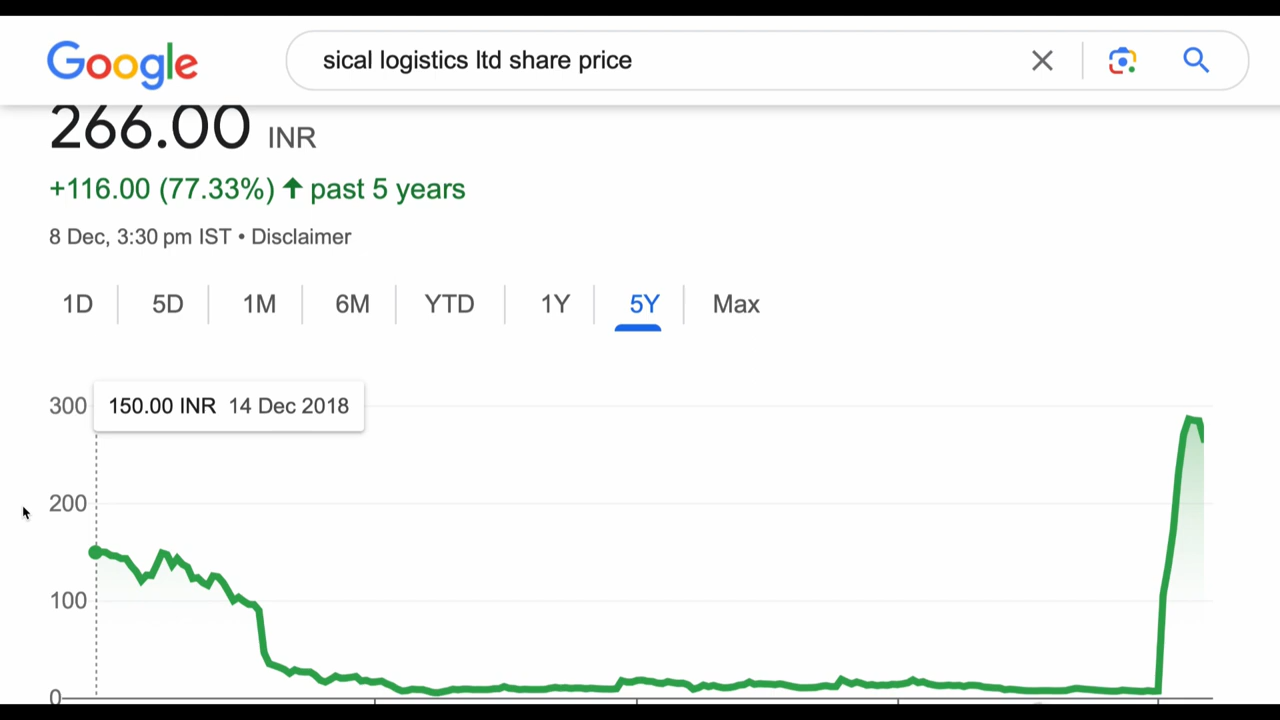 Google sical logistics ltd share price
266.00 INR
+116.00 (77.33%) ↑ past 5 years
8 Dec, 3:30 pm IST • Disclaimer
1D 5D 1M 6M YTD 1Y 5Y Max
300 150.00 INR 14 Dec 2018
200
100
0